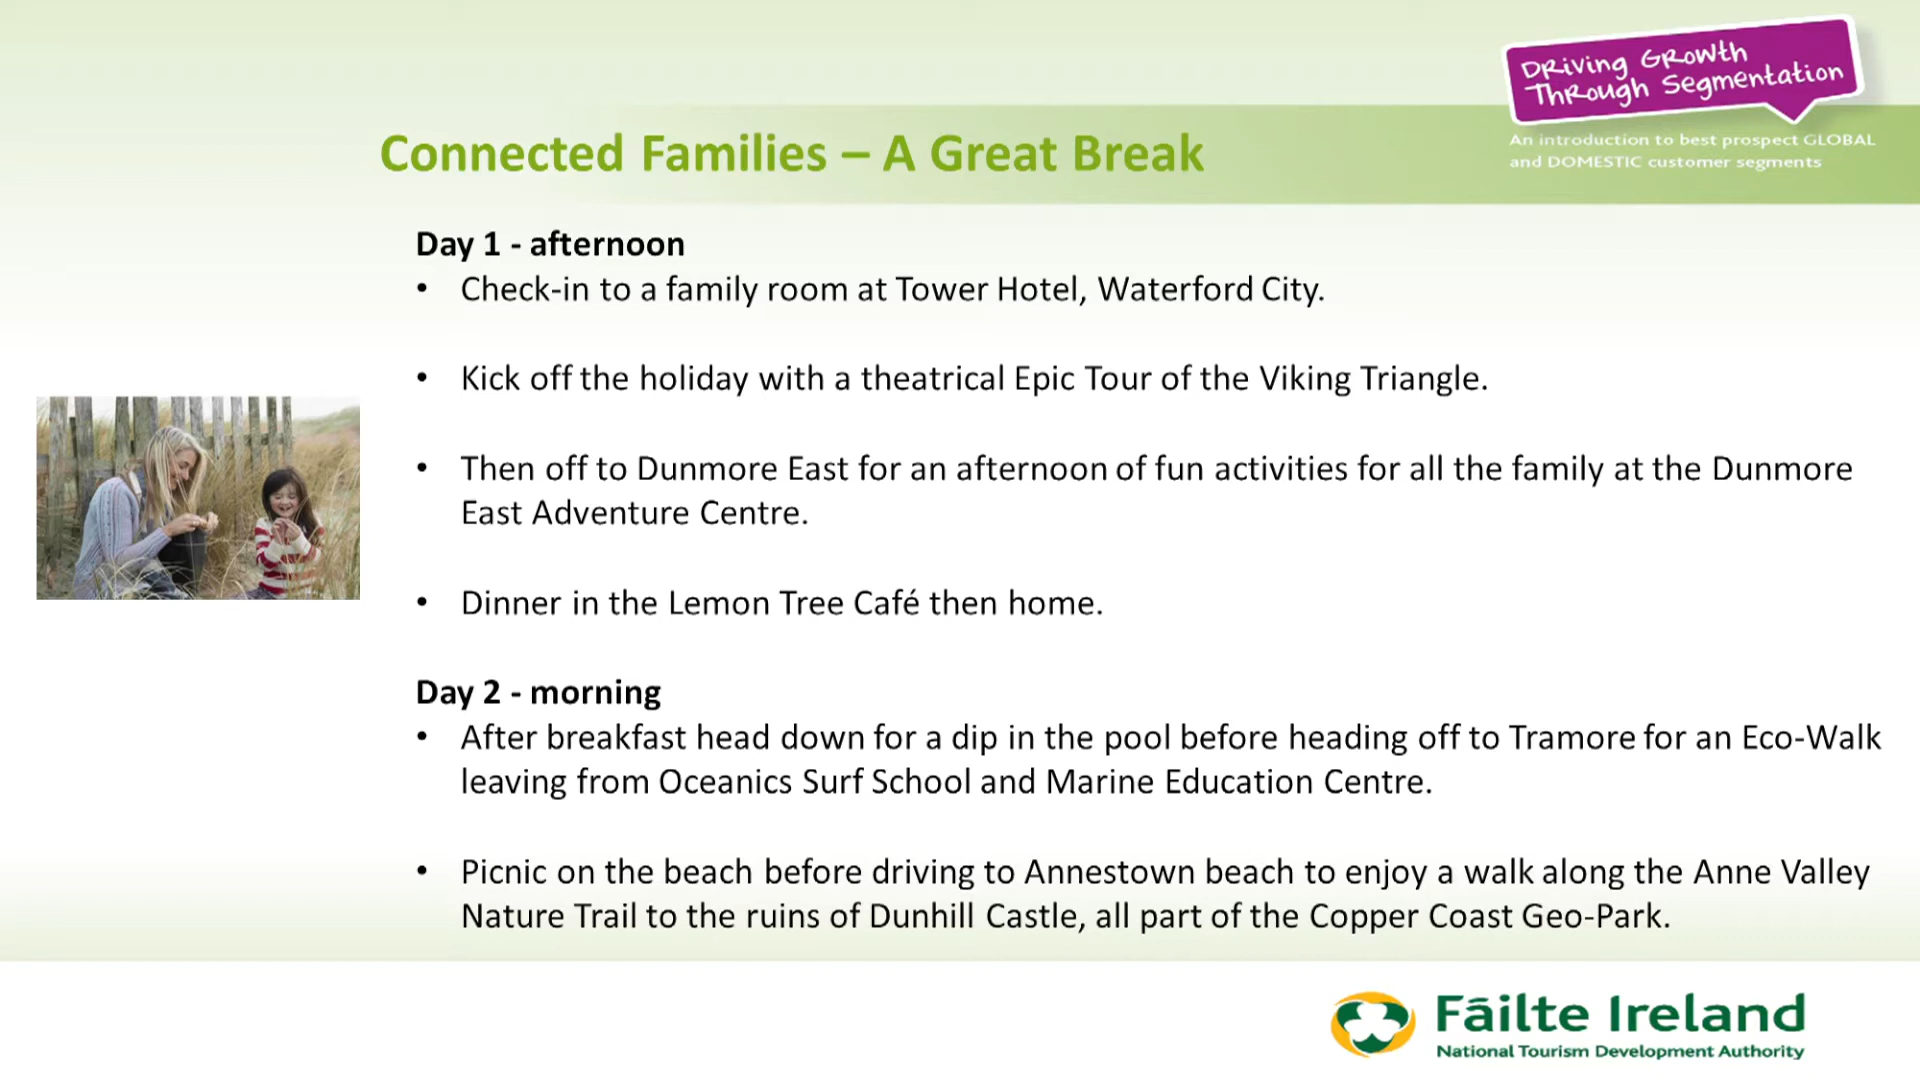 DRiving GRowth
ThRough Segmentation
An introduction to best prospect GLOBAL
and DOMESTIC customer segments
Connected Families – A Great Break
Day 1 - afternoon
• Check-in to a family room at Tower Hotel, Waterford City.
• Kick off the holiday with a theatrical Epic Tour of the Viking Triangle.
• Then off to Dunmore East for an afternoon of fun activities for all the family at the Dunmore
East Adventure Centre.
• Dinner in the Lemon Tree Café then home.
Day 2 - morning
• After breakfast head down for a dip in the pool before heading off to Tramore for an Eco-Walk
leaving from Oceanics Surf School and Marine Education Centre.
• Picnic on the beach before driving to Annestown beach to enjoy a walk along the Anne Valley
Nature Trail to the ruins of Dunhill Castle, all part of the Copper Coast Geo-Park.
Fáilte Ireland
National Tourism Development Authority